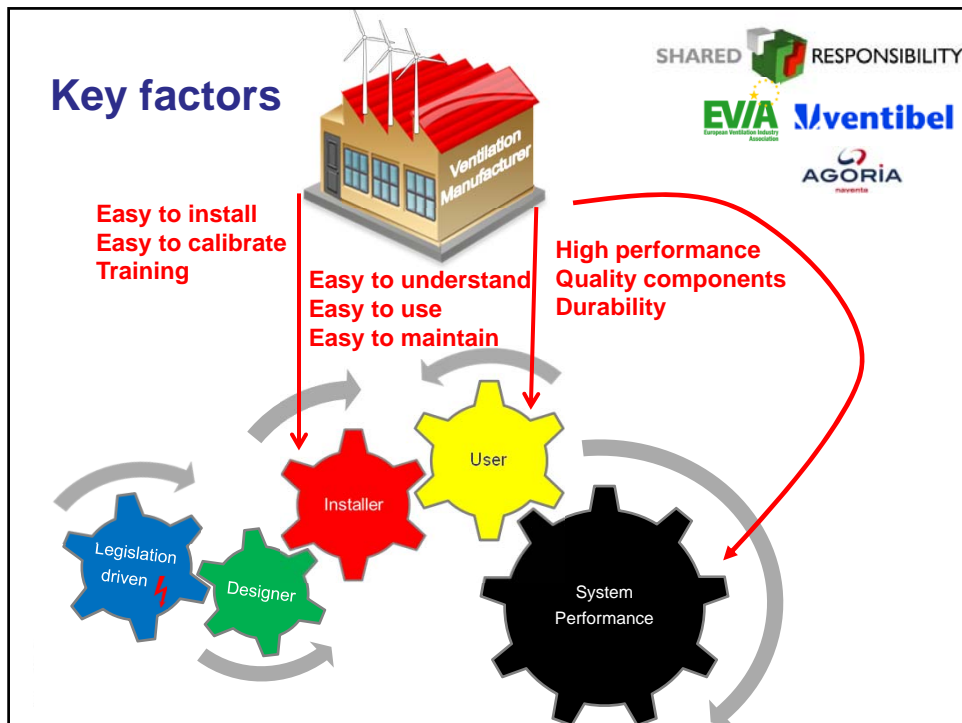 Key factors
SHARED RESPONSIBILITY
EVIA
European Ventilation Industry
Association
ventibel
AGORIA
naventa
Ventilation
Manufacturer
Easy to install
Easy to calibrate
Training
Easy to understand
Easy to use
Easy to maintain
High performance
Quality components
Durability
Legislation
driven
Designer
Installer
User
System
Performance